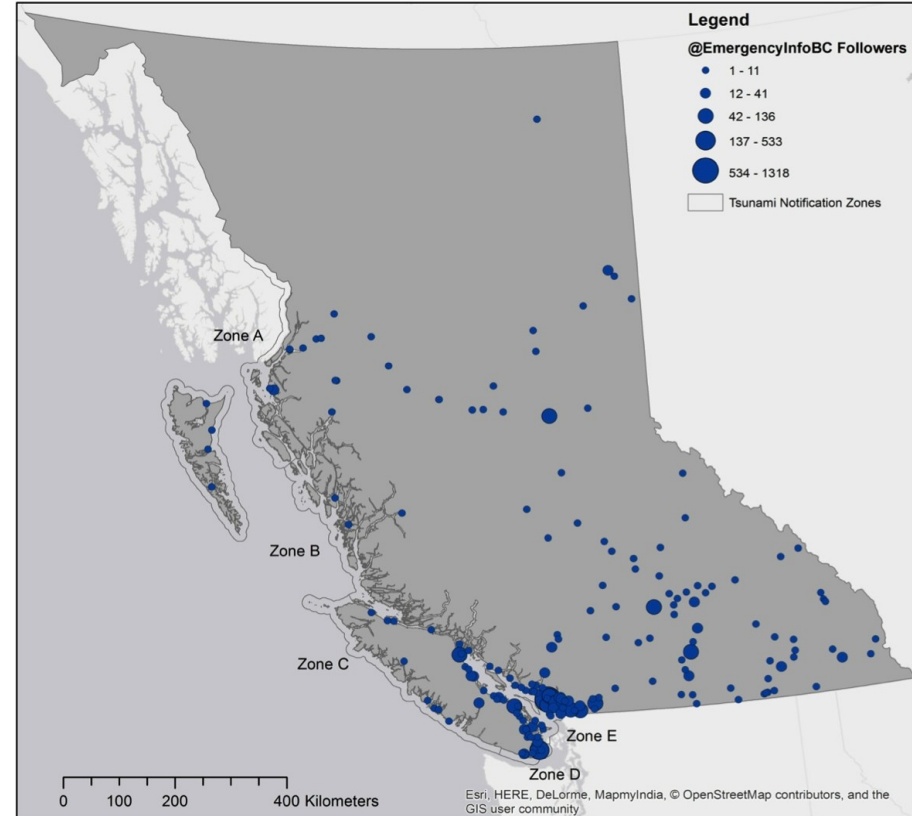 Legend
@EmergencyInfoBC Followers
1 - 11
12 - 41
42 - 136
137 - 533
534 - 1318
Tsunami Notification Zones
Zone A
Zone B
Zone C
Zone E
Zone D
0 100 200 400 Kilometers
Esri, HERE, DeLorme, MapmyIndia, © OpenStreetMap contributors, and the
GIS user community